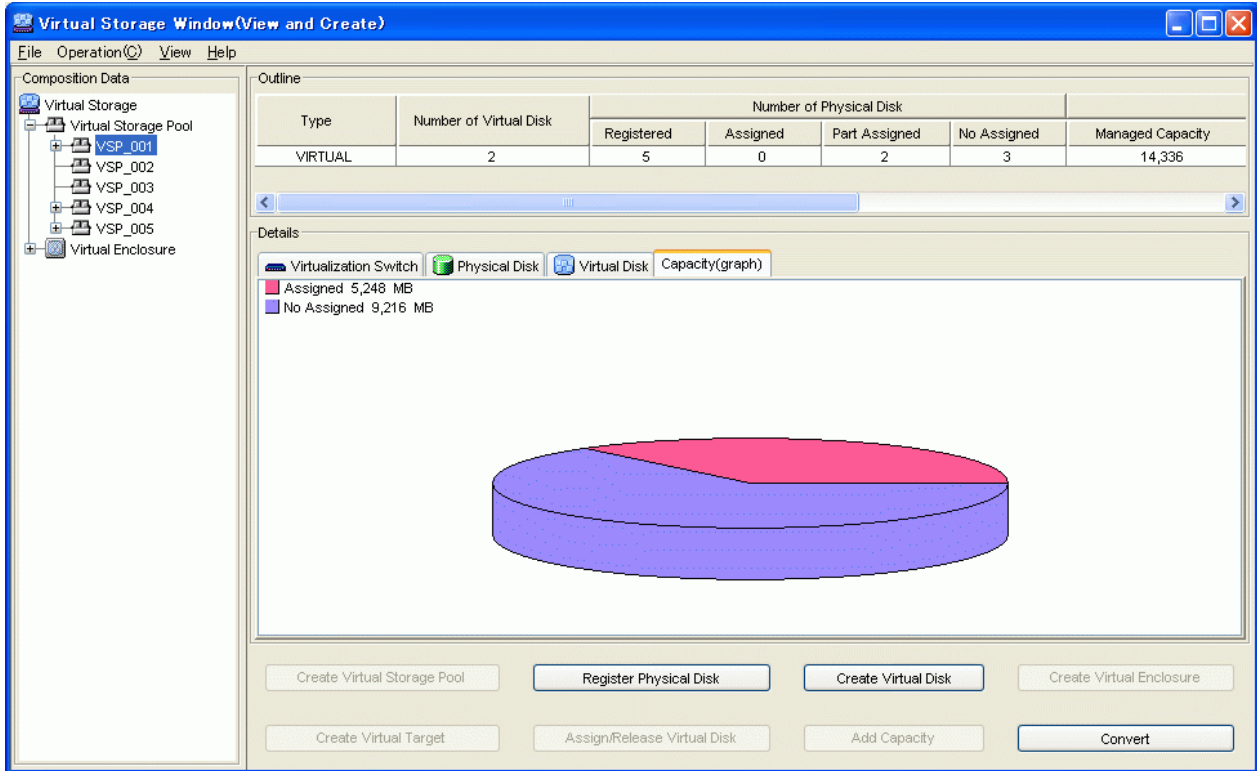 Virtual Storage Window(View and Create)
File Operation(C) View Help
Composition Data
Virtual Storage
Virtual Storage Pool
VSP_001
VSP_002
VSP_003
VSP_004
VSP_005
Virtual Enclosure
Outline
Type Number of Virtual Disk Number of Physical Disk
Registered Assigned Part Assigned No Assigned Managed Capacity
VIRTUAL 2 5 0 2 3 14,336
Details
Virtualization Switch Physical Disk Virtual Disk Capacity(graph)
Assigned 5,248 MB
No Assigned 9,216 MB
Create Virtual Storage Pool Register Physical Disk Create Virtual Disk Create Virtual Enclosure
Create Virtual Target Assign/Release Virtual Disk Add Capacity Convert